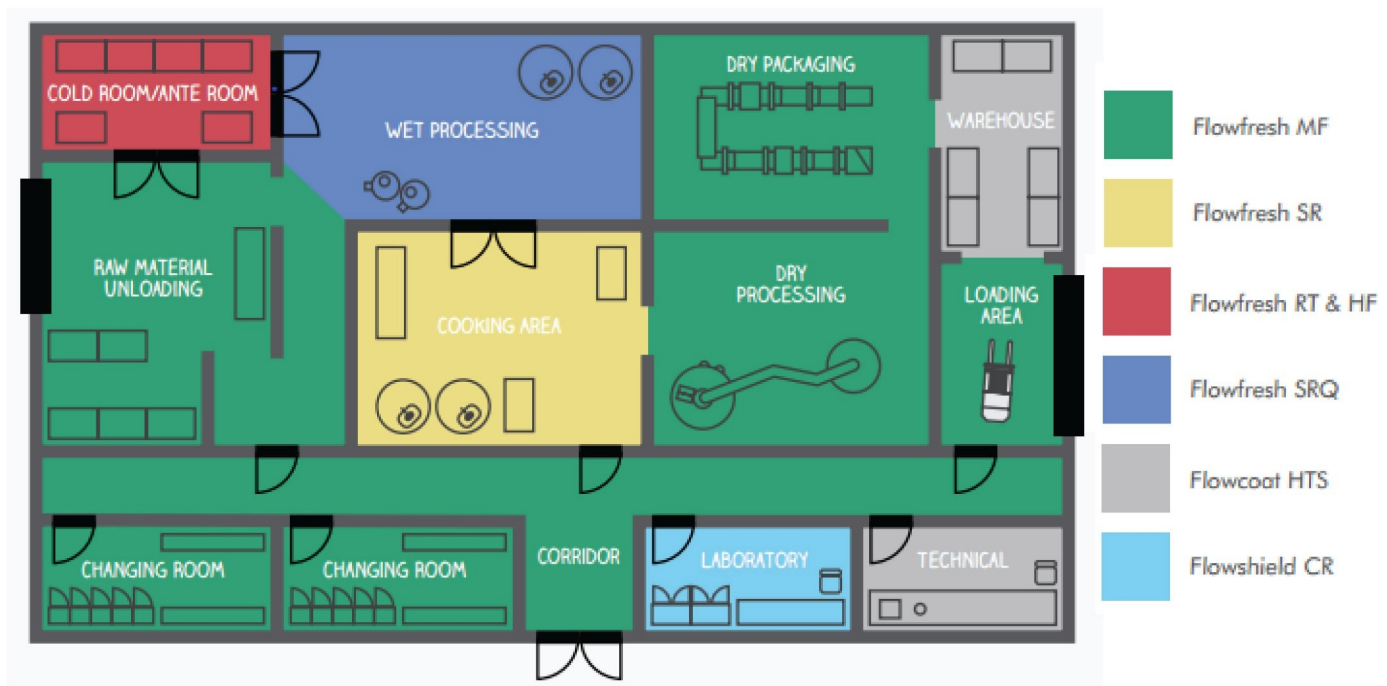 COLD ROOM/ANTE ROOM
WET PROCESSING
DRY PACKAGING
WAREHOUSE
RAW MATERIAL
UNLOADING
COOKING AREA
DRY
PROCESSING
LOADING
AREA
CHANGING ROOM
CHANGING ROOM
CORRIDOR
LABORATORY
TECHNICAL
Flowfresh MF
Flowfresh SR
Flowfresh RT & HF
Flowfresh SRQ
Flowcoat HTS
Flowshield CR